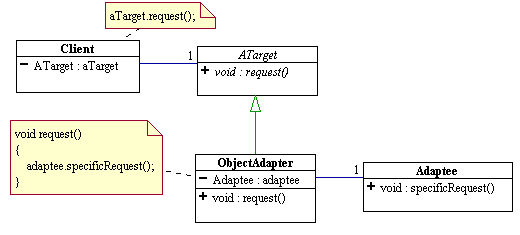 aTarget.request();
Client
– ATarget : aTarget
1
ATarget
+ void : request()
void request()
{
adaptee.specificRequest();
}
ObjectAdapter
– Adaptee : adaptee
+ void : request()
1
Adaptee
+ void : specificRequest()